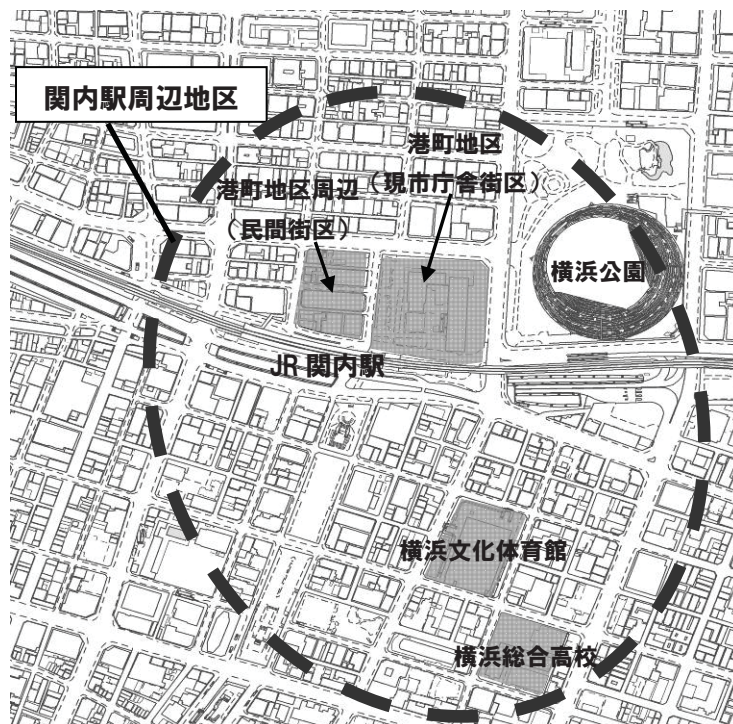 関内駅周辺地区
港町地区
（現市庁舎街区）
港町地区周辺
（民間街区）
横浜公園
JR 関内駅
横浜文化体育館
横浜総合高校